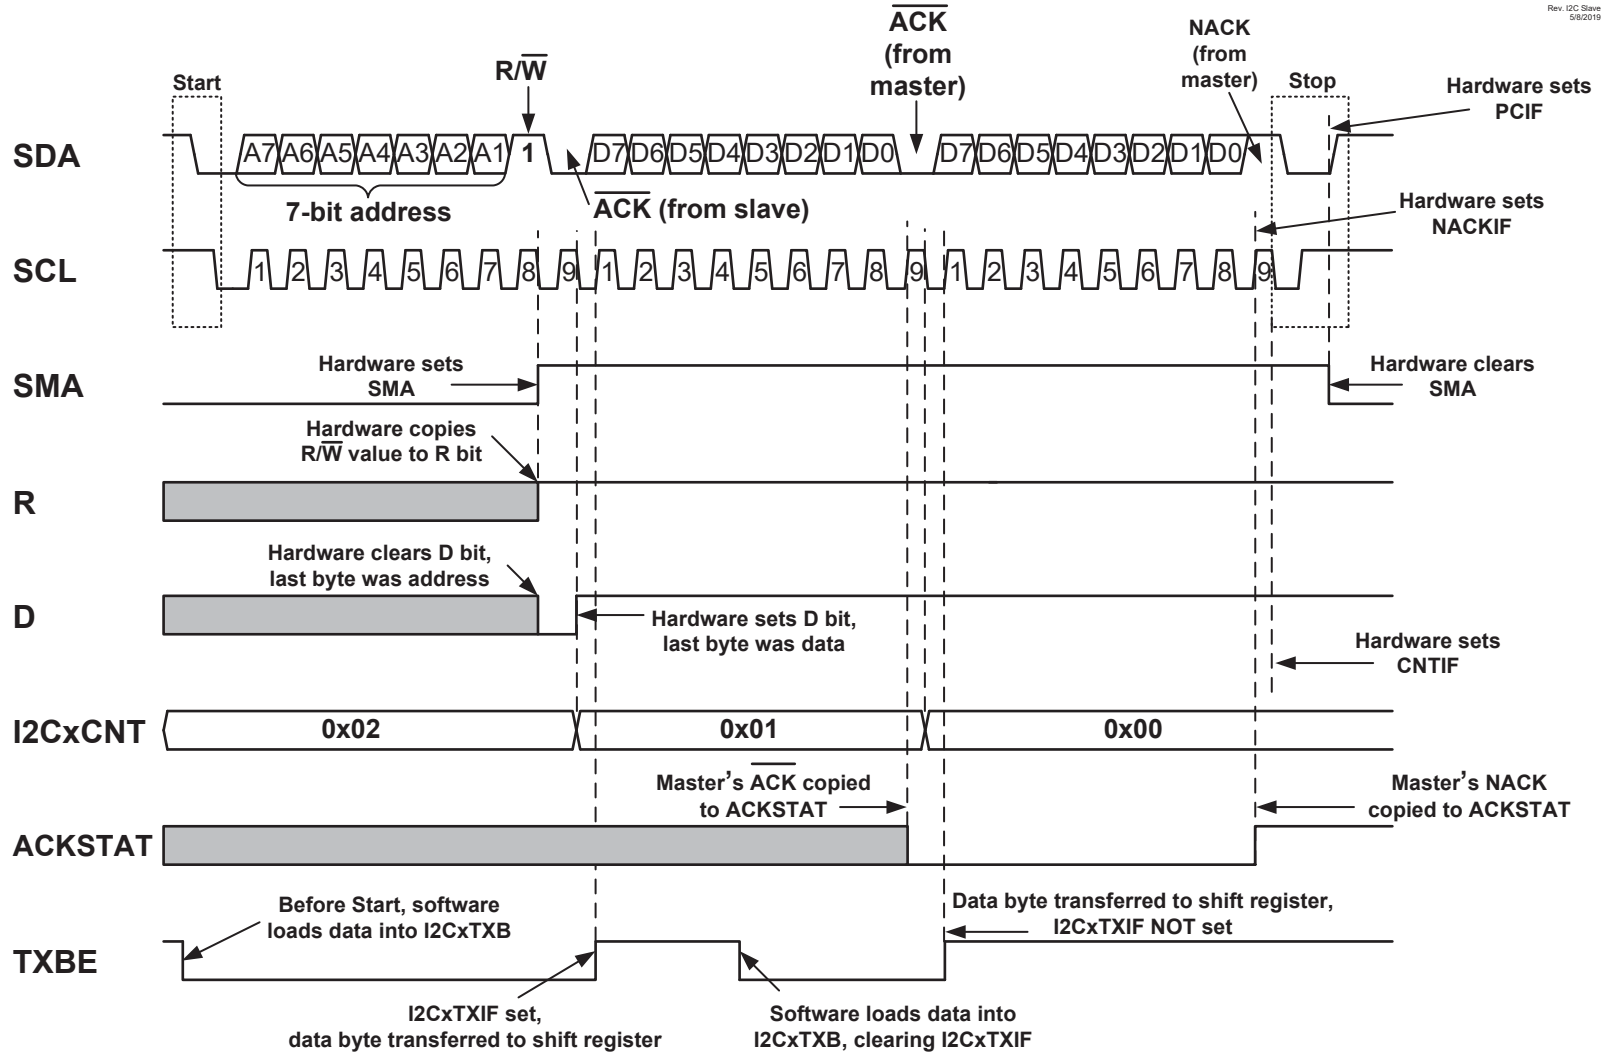 Rev. I2C Slave
5/8/2019
ACK
(from
master)
NACK
(from
master)
Start
R/W
Stop
Hardware sets
PCIF
SDA
A7 A6 A5 A4 A3 A2 A1 1 D7 D6 D5 D4 D3 D2 D1 D0 D7 D6 D5 D4 D3 D2 D1 D0
7-bit address
ACK (from slave)
Hardware sets
NACKIF
SCL
1 2 3 4 5 6 7 8 9 1 2 3 4 5 6 7 8 9 1 2 3 4 5 6 7 8 9
SMA
Hardware sets
SMA
Hardware clears
SMA
Hardware copies
R/W value to R bit
R
Hardware clears D bit,
last byte was address
D
Hardware sets D bit,
last byte was data
Hardware sets
CNTIF
I2CxCNT
0x02 0x01 0x00
Master’s ACK copied
to ACKSTAT
Master’s NACK
copied to ACKSTAT
ACKSTAT
Before Start, software
loads data into I2CxTXB
Data byte transferred to shift register,
I2CxTXIF NOT set
TXBE
I2CxTXIF set,
data byte transferred to shift register
Software loads data into
I2CxTXB, clearing I2CxTXIF